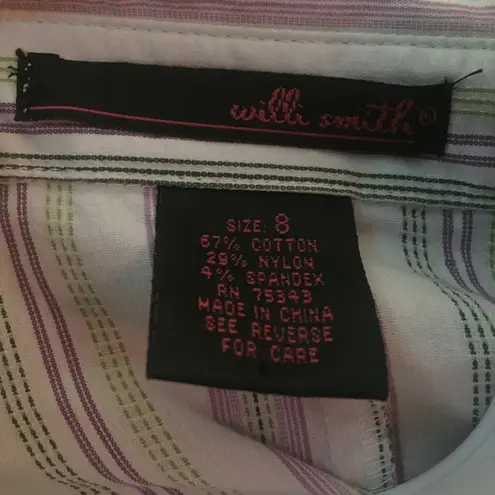 willi smith®
SIZE: 8
67% COTTON
29% NYLON
4% SPANDEX
RN 75343
MADE IN CHINA
SEE REVERSE
FOR CARE